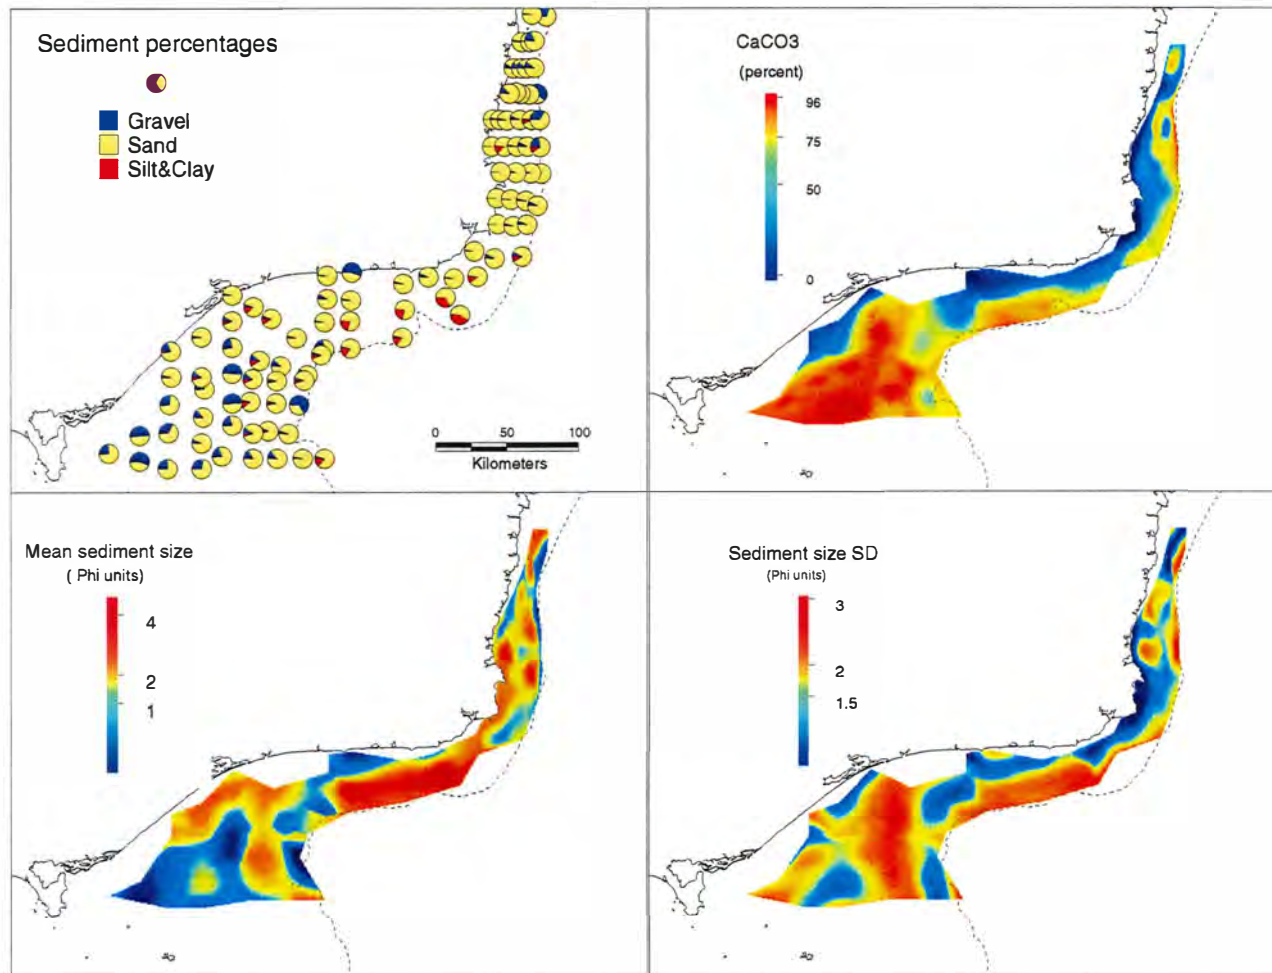 Sediment percentages
Gravel
Sand
Silt&Clay
0 50 100
Kilometers
CaCO3
(percent)
96
75
50
0
Mean sediment size
( Phi units)
4
2
1
Sediment size SD
(Phi units)
3
2
1.5